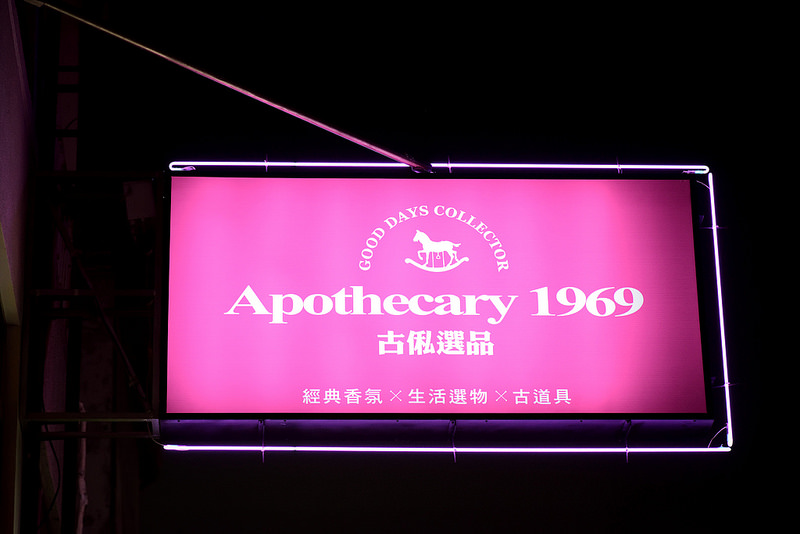 GOOD DAYS COLLECTOR
Apothecary 1969
古俬選品
經典香氛×生活選物×古道具